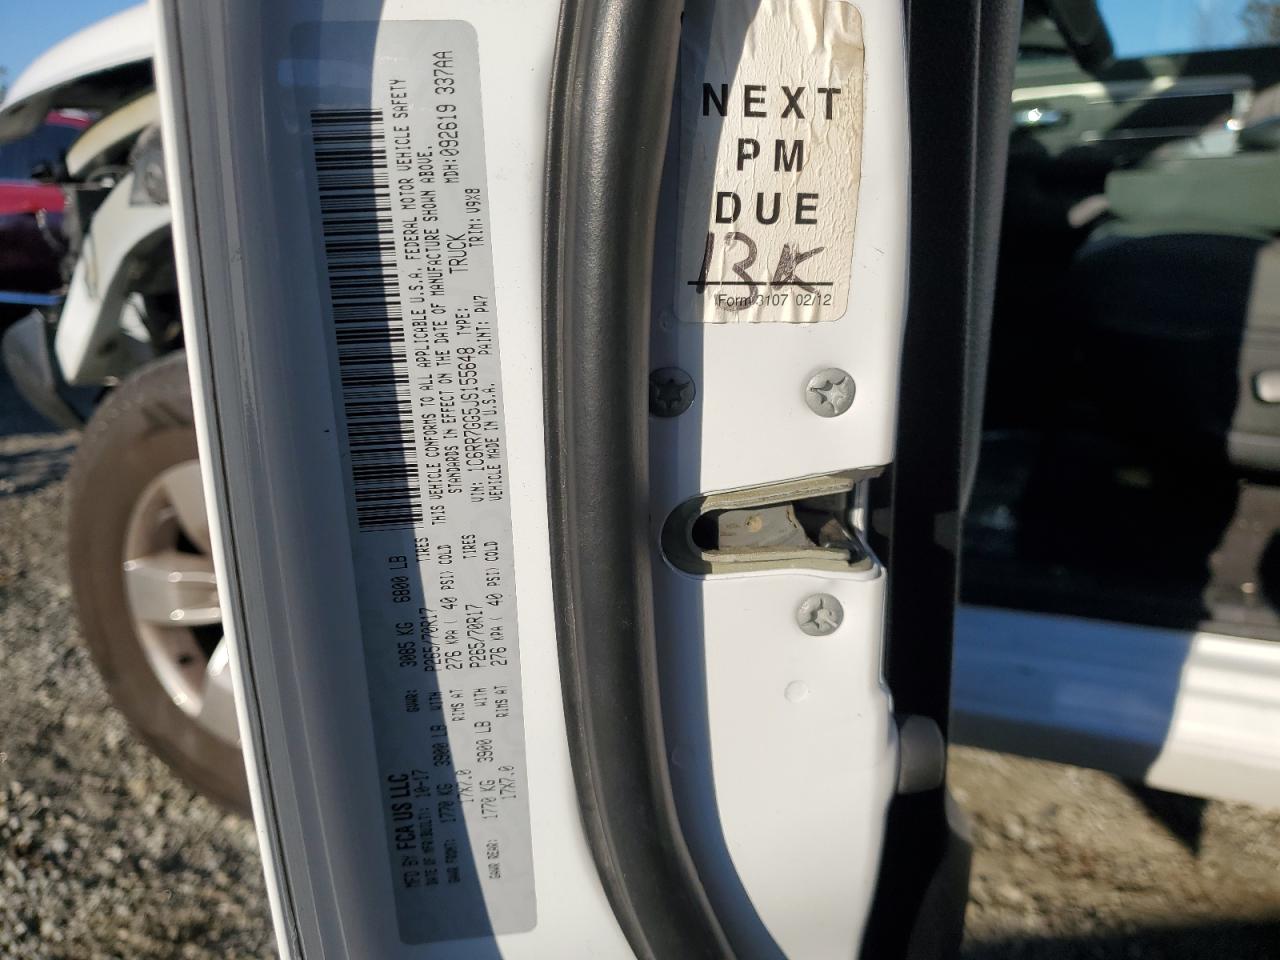 MFD BY FCA US LLC
DATE OF MFR(BUILT): 10-17 GVWR: 3085 KG 6800 LB
GAWR FRONT: 1770 KG 3900 LB WITH P265/70R17 TIRES
17X7.0 RIMS AT 276 KPA ( 40 PSI) COLD
GAWR REAR: 1770 KG 3900 LB WITH P265/70R17 TIRES
17X7.0 RIMS AT 276 KPA ( 40 PSI) COLD
THIS VEHICLE CONFORMS TO ALL APPLICABLE U.S.A. FEDERAL MOTOR VEHICLE SAFETY
STANDARDS IN EFFECT ON THE DATE OF MANUFACTURE SHOWN ABOVE.
MDH:092619 337AA
VIN: 1C6RR7GG5JS155648 TYPE: TRUCK
VEHICLE MADE IN U.S.A. PAINT: PW7 TRIM: V9X8
NEXT
PM
DUE
13K
Form 3107 02/12